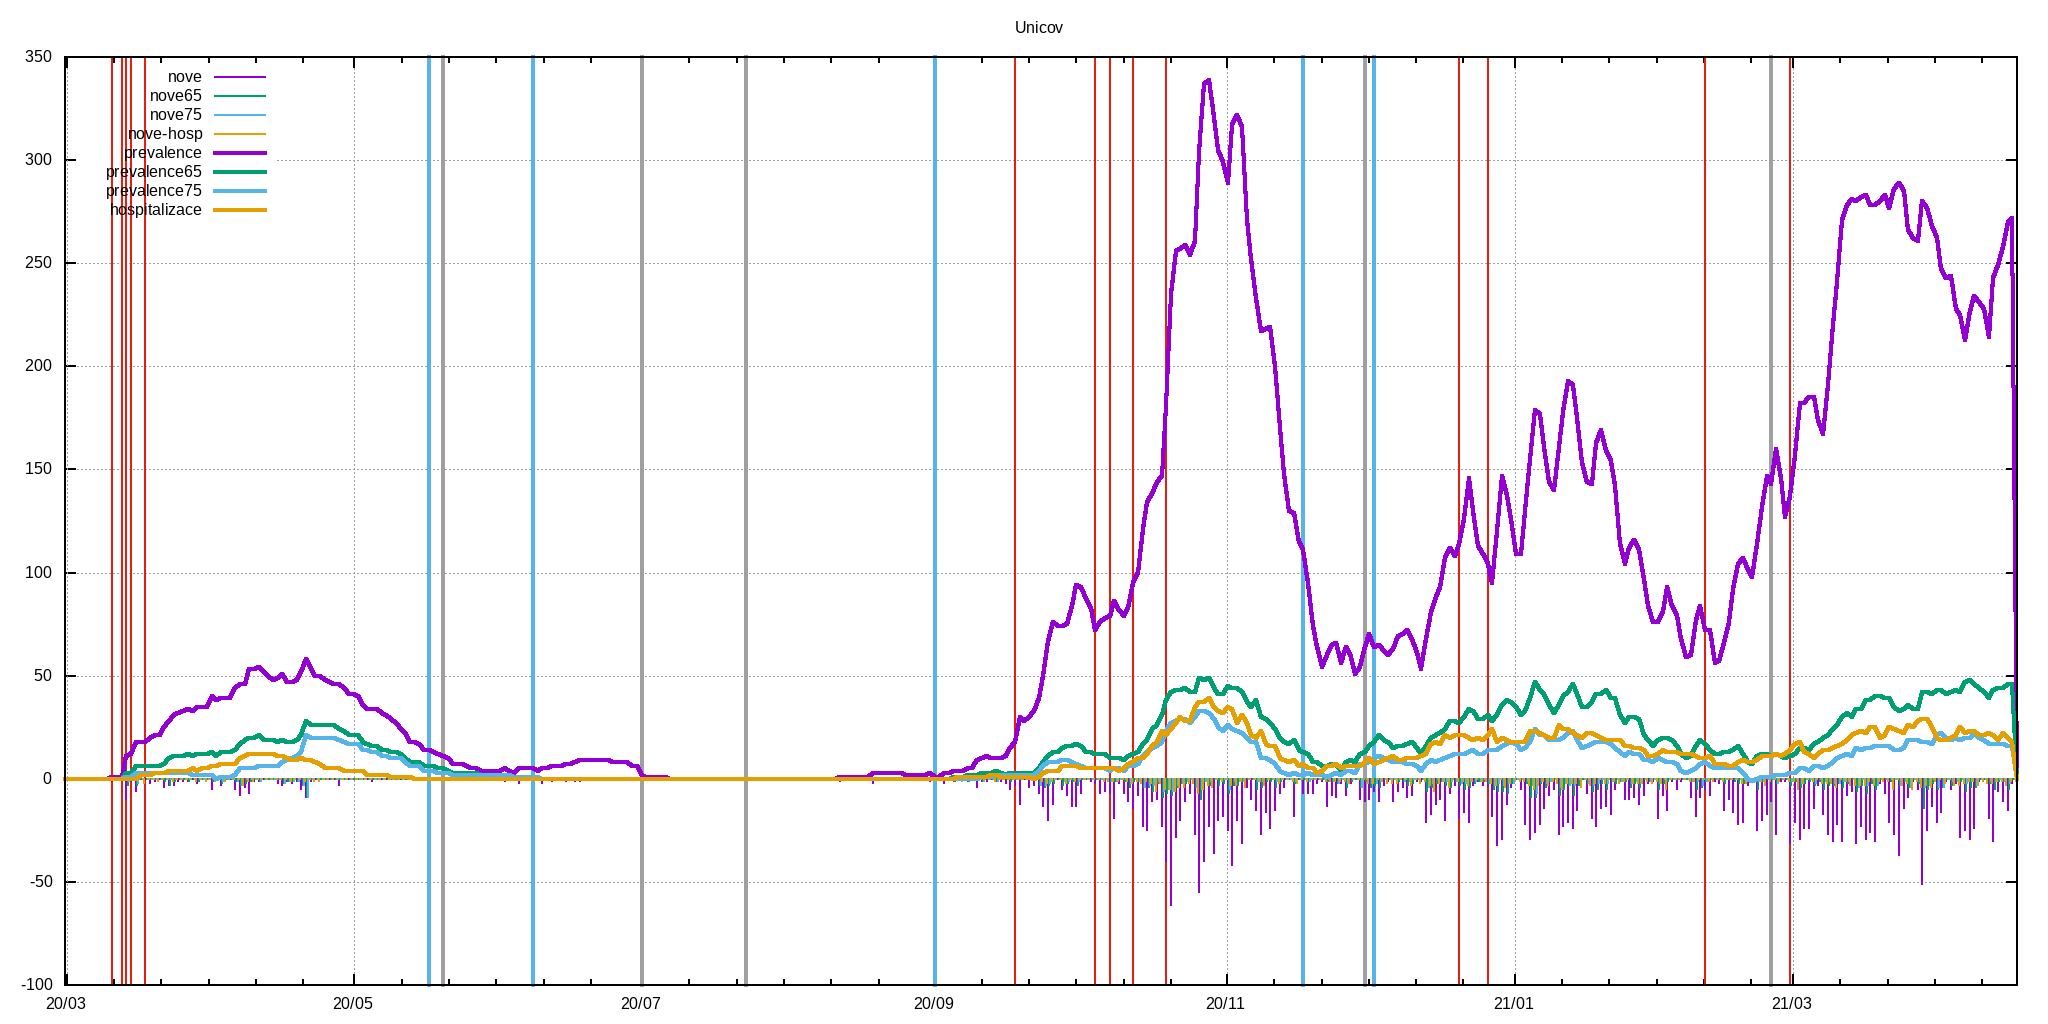 Unicov
350
300
250
200
150
100
50
0
-50
-100
nove
nove65
nove75
nove-hosp
prevalence
prevalence65
prevalence75
hospitalizace
20/03 20/05 20/07 20/09 20/11 21/01 21/03